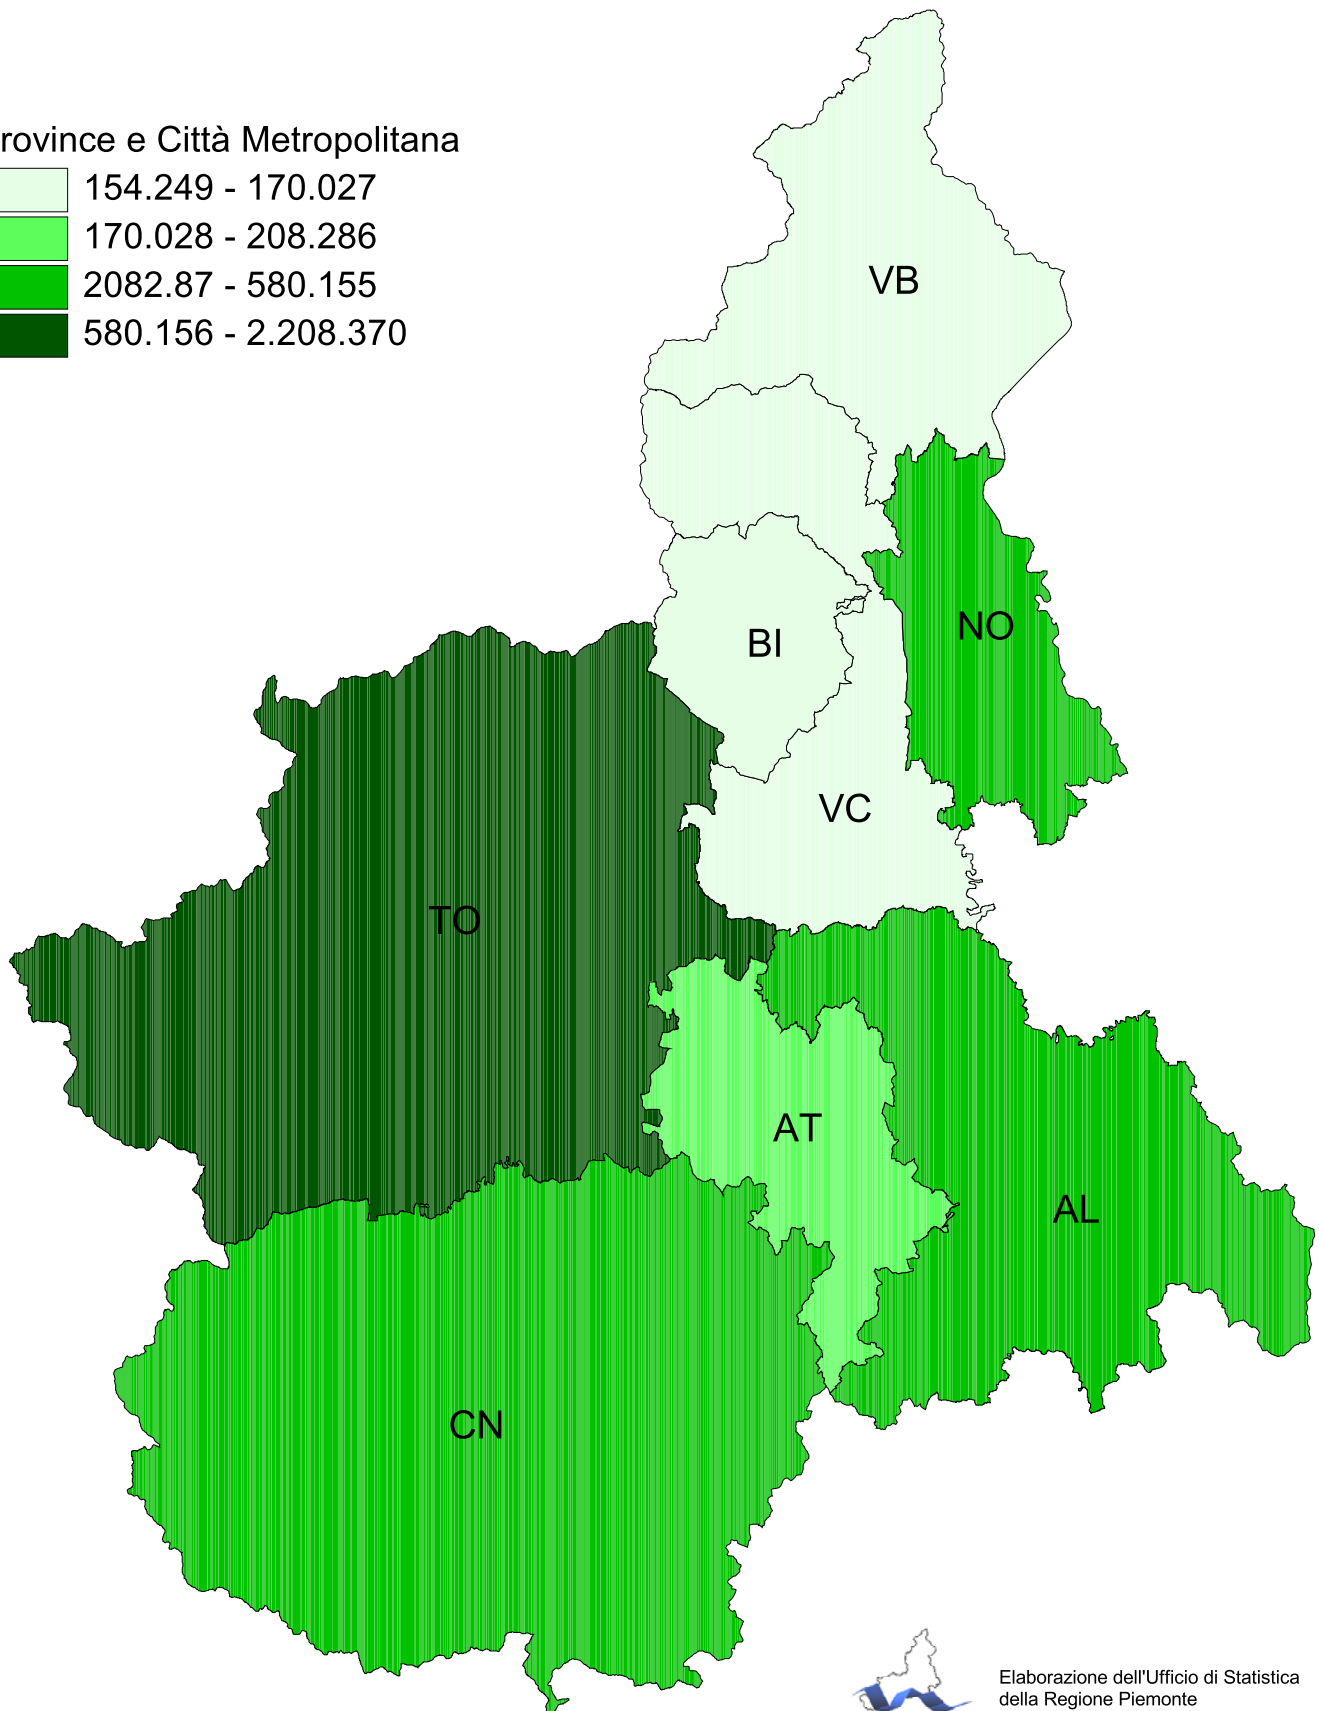 rovince e Città Metropolitana
154.249 - 170.027
170.028 - 208.286
2082.87 - 580.155
580.156 - 2.208.370
VB
NO
BI
VC
TO
AT
AL
CN
Elaborazione dell'Ufficio di Statistica
della Regione Piemonte